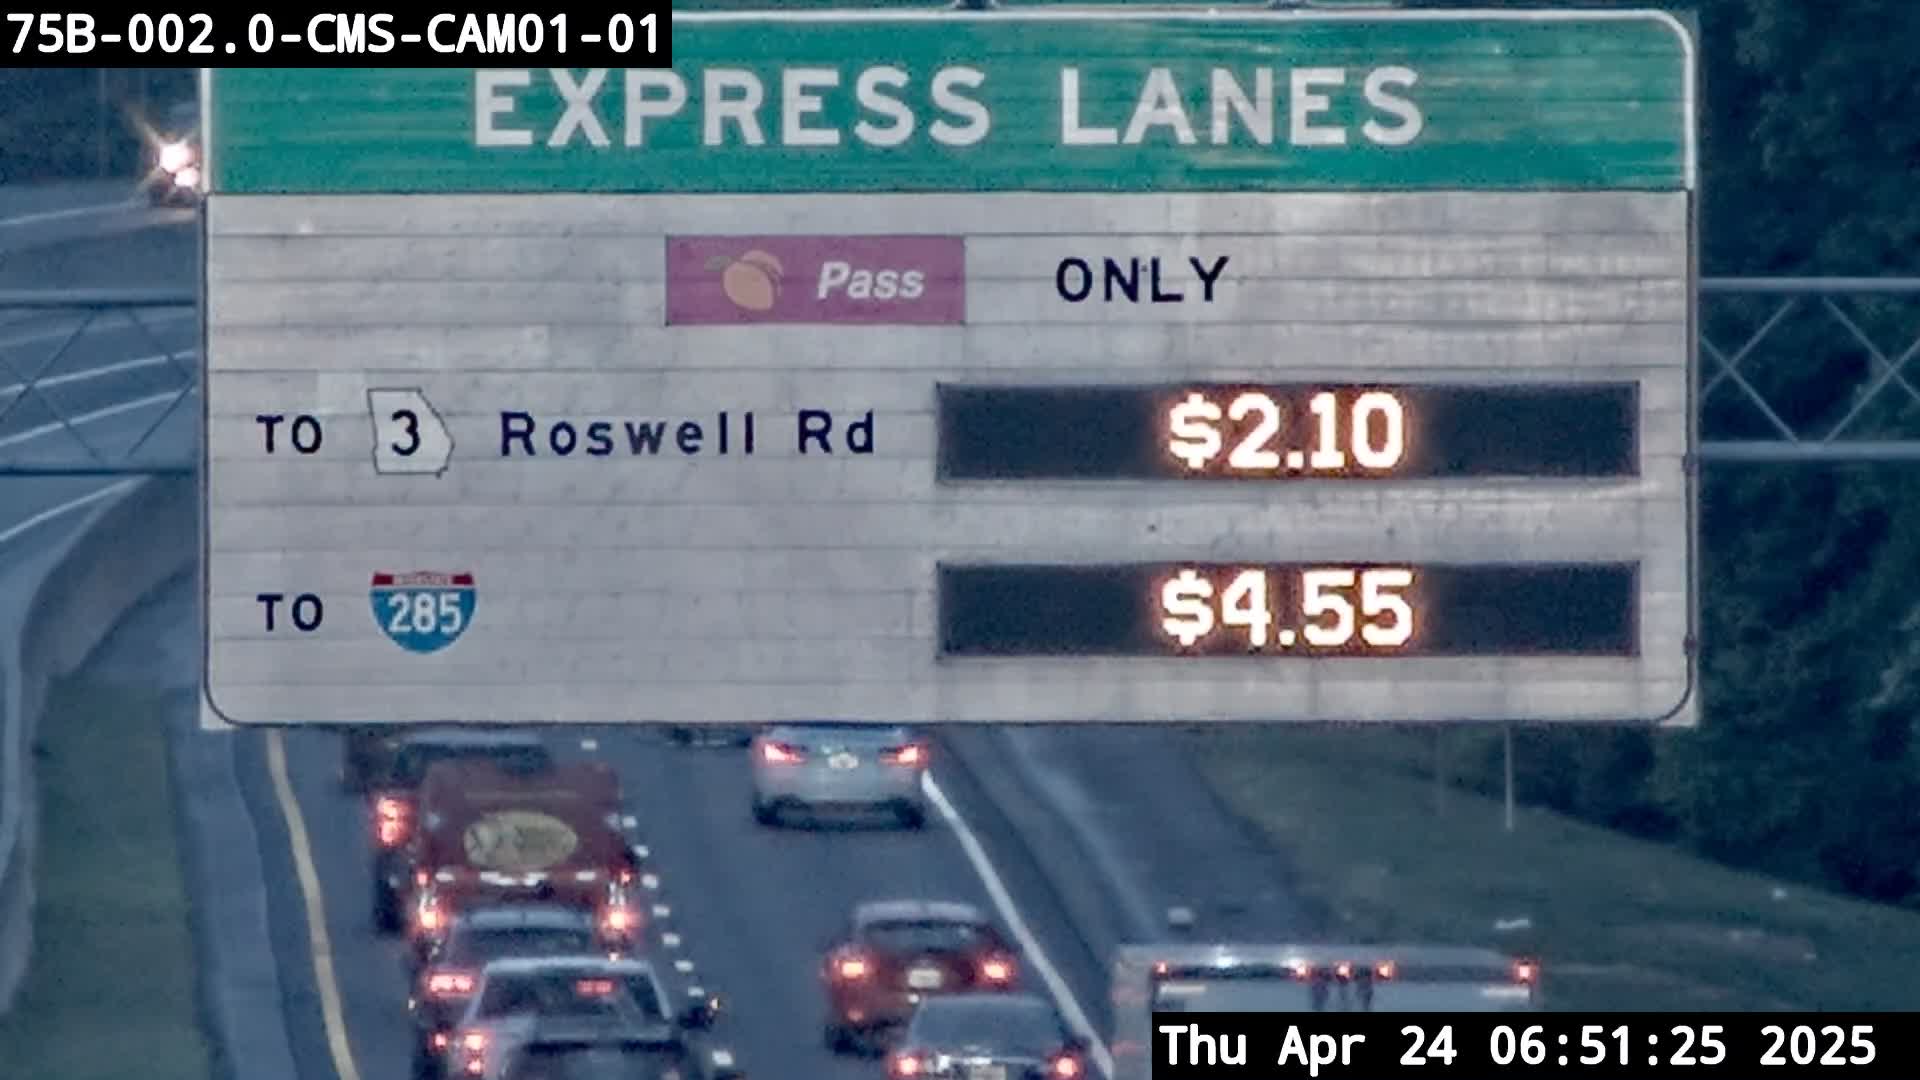 75B-002.0-CMS-CAM01-01
EXPRESS LANES
Pass ONLY
TO 3 Roswell Rd $2.10
TO 285 $4.55
Thu Apr 24 06:51:25 2025